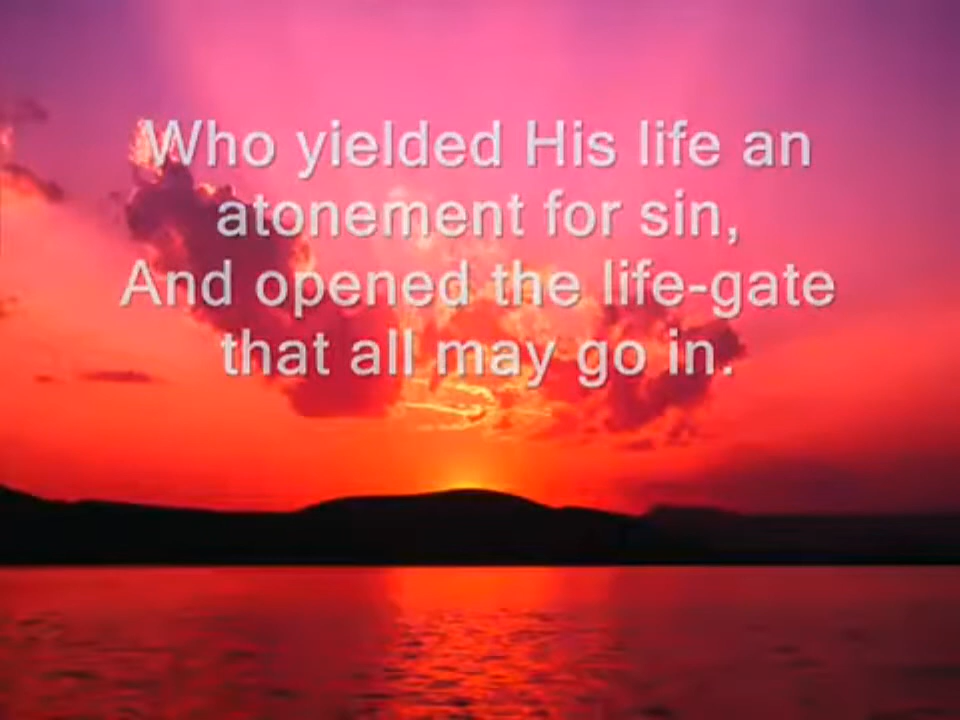 Who yielded His life an
atonement for sin,
And opened the life-gate
that all may go in.